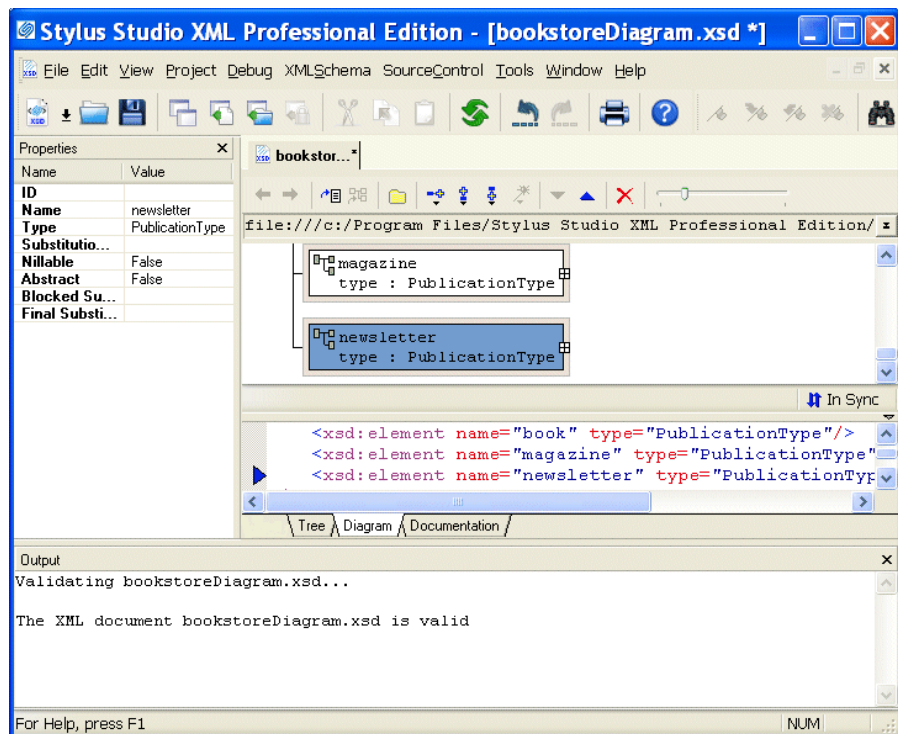 Stylus Studio XML Professional Edition - [bookstoreDiagram.xsd *]
File Edit View Project Debug XMLSchema SourceControl Tools Window Help
XSD
Properties
Name Value
ID
Name newsletter
Type PublicationType
Substitutio...
Nillable False
Abstract False
Blocked Su...
Final Substi...
bookstor...*
file:///c:/Program Files/Stylus Studio XML Professional Edition/
magazine
type : PublicationType
newsletter
type : PublicationType
In Sync
<xsd:element name="book" type="PublicationType"/>
<xsd:element name="magazine" type="PublicationType"
<xsd:element name="newsletter" type="PublicationTyp
Tree Diagram Documentation
Output
Validating bookstoreDiagram.xsd...
The XML document bookstoreDiagram.xsd is valid
For Help, press F1
NUM